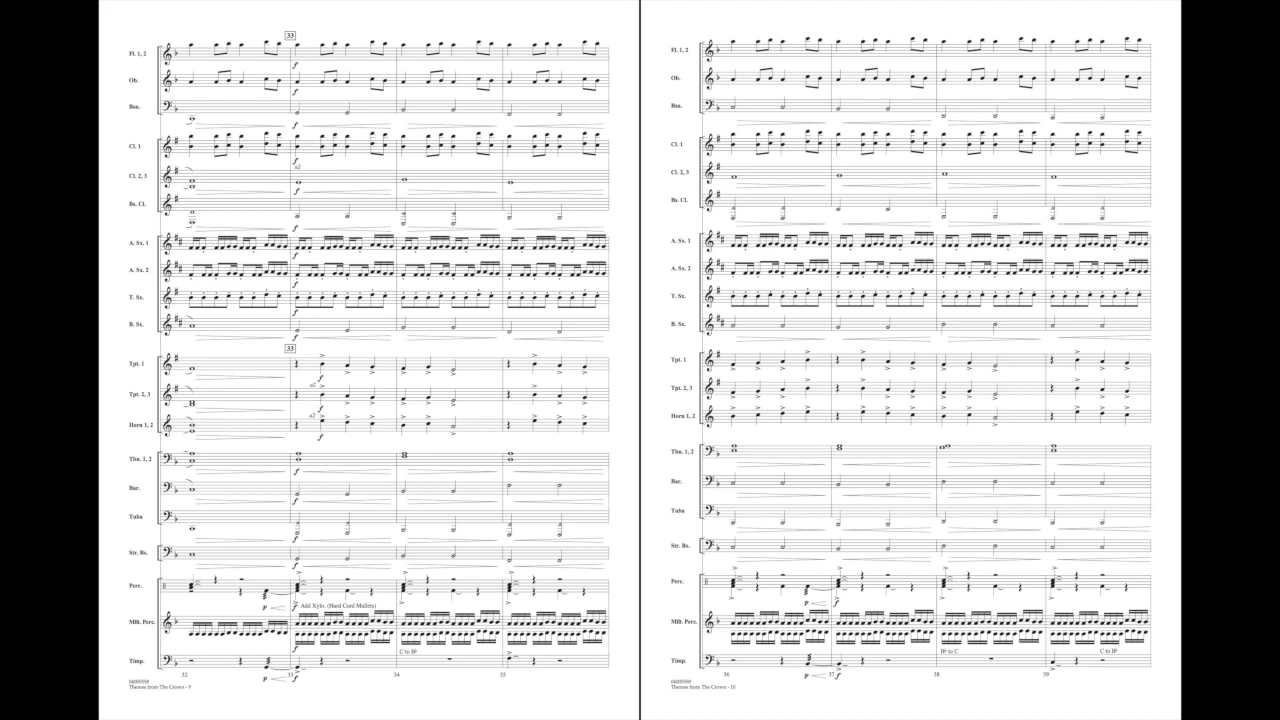 33
Fl. 1, 2
f
Ob.
f
Bsn.
f
Cl. 1
f
a2
Cl. 2, 3
f
Bs. Cl.
f
A. Sx. 1
f
A. Sx. 2
f
T. Sx.
f
B. Sx.
f
33
Tpt. 1
f
a2
Tpt. 2, 3
f
a2
Horn 1, 2
f
Tbn. 1, 2
f
Bar.
f
Tuba
f
Str. Bs.
f
Perc.
p f
Add Xylo. (Hard Cord Mallets)
Mlt. Perc.
C to D♭
Timp.
p f
32 33 34 35
04005558
Themes from The Crown - 9
Fl. 1, 2
Ob.
Bsn.
Cl. 1
Cl. 2, 3
Bs. Cl.
A. Sx. 1
A. Sx. 2
T. Sx.
B. Sx.
Tpt. 1
Tpt. 2, 3
Horn 1, 2
Tbn. 1, 2
Bar.
Tuba
Str. Bs.
Perc.
p f
Mlt. Perc.
D♭ to C C to D♭
Timp.
p f
36 37 38 39
04005558
Themes from The Crown - 10